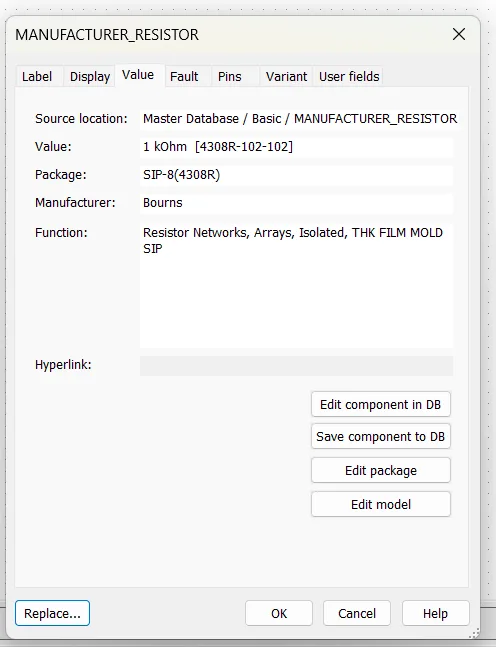 MANUFACTURER_RESISTOR
Label Display Value Fault Pins Variant User fields
Source location: Master Database / Basic / MANUFACTURER_RESISTOR
Value: 1 kOhm [4308R-102-102]
Package: SIP-8(4308R)
Manufacturer: Bourns
Function: Resistor Networks, Arrays, Isolated, THK FILM MOLD
SIP
Hyperlink:
Edit component in DB
Save component to DB
Edit package
Edit model
Replace... OK Cancel Help